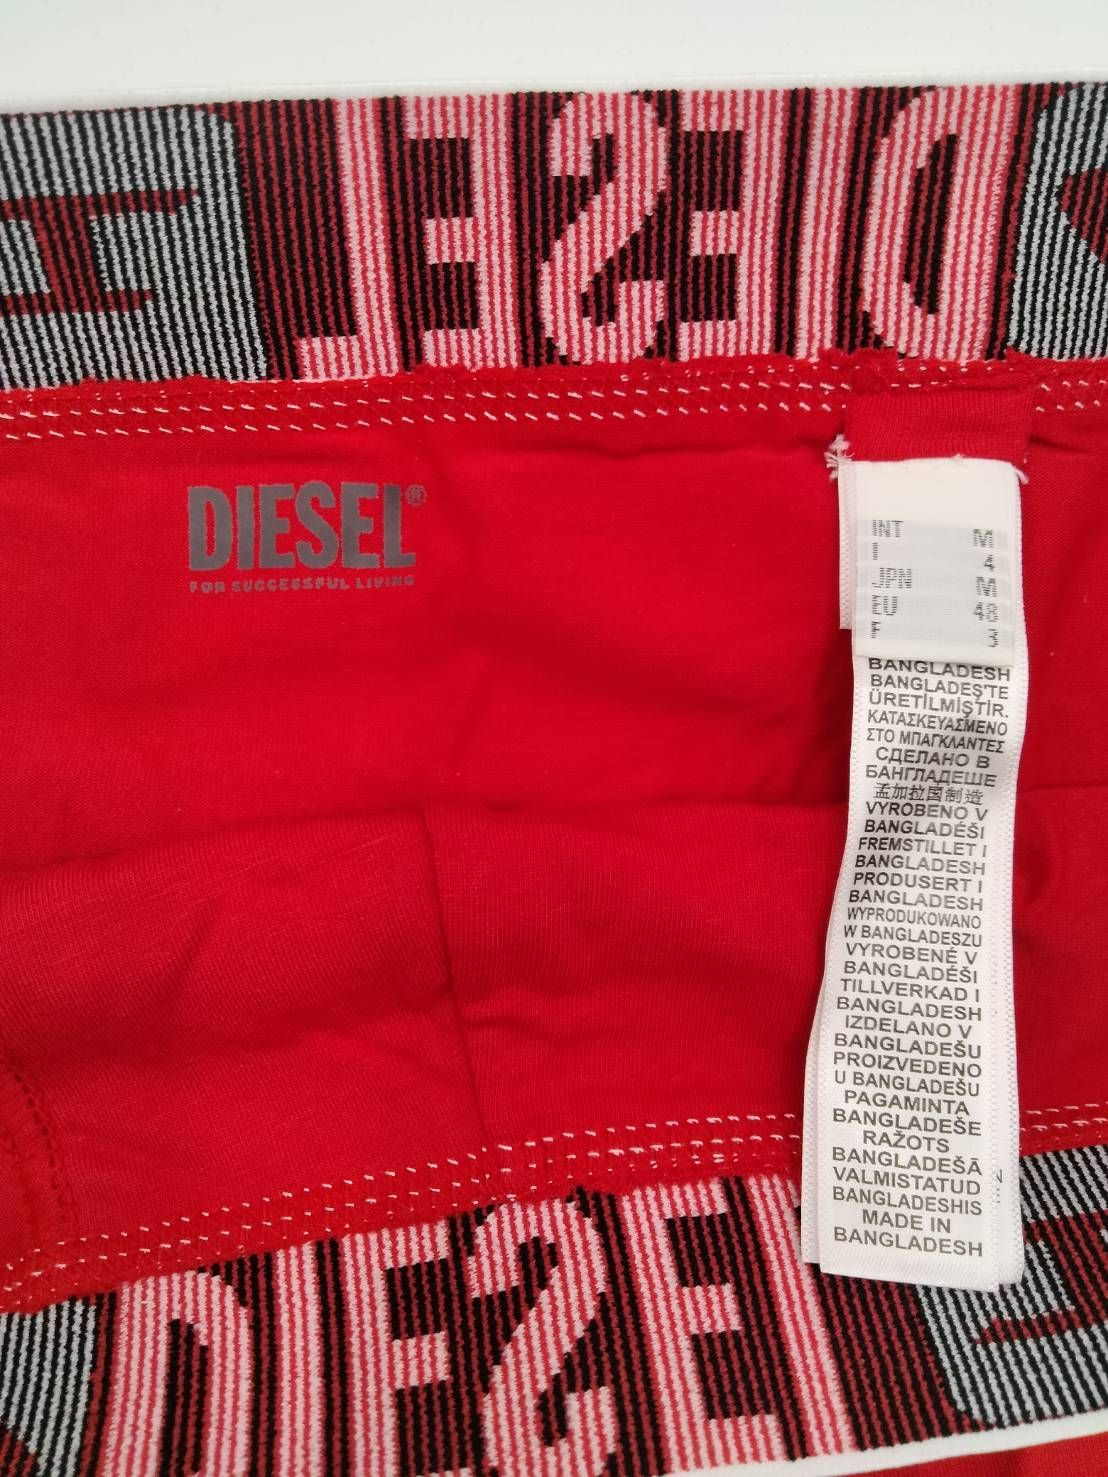 DIESEL
DIESEL®
FOR SUCCESSFUL LIVING
INT M
I 4
JPN M
EU 48
F 3
BANGLADESH
BANGLADEŞ'TE
ÜRETİLMİŞTİR.
ΚΑΤΑΣΚΕΥΑΣΜΕΝΟ
ΣΤΟ ΜΠΑΓΚΛΑΝΤΕΣ
СДЕЛАНО В
БАНГЛАДЕШЕ
孟加拉国制造
VYROBENO V
BANGLADÉŠI
FREMSTILLET I
BANGLADESH
PRODUSERT I
BANGLADESH
WYPRODUKOWANO
W BANGLADESZU
VYROBENÉ V
BANGLADÉŠI
TILLVERKAD I
BANGLADESH
IZDELANO V
BANGLADEŠU
PROIZVEDENO
U BANGLADEŠU
PAGAMINTA
BANGLADEŠE
RAŽOTS
BANGLADEŠĀ
VALMISTATUD
BANGLADESHIS
MADE IN
BANGLADESH
DIESEL